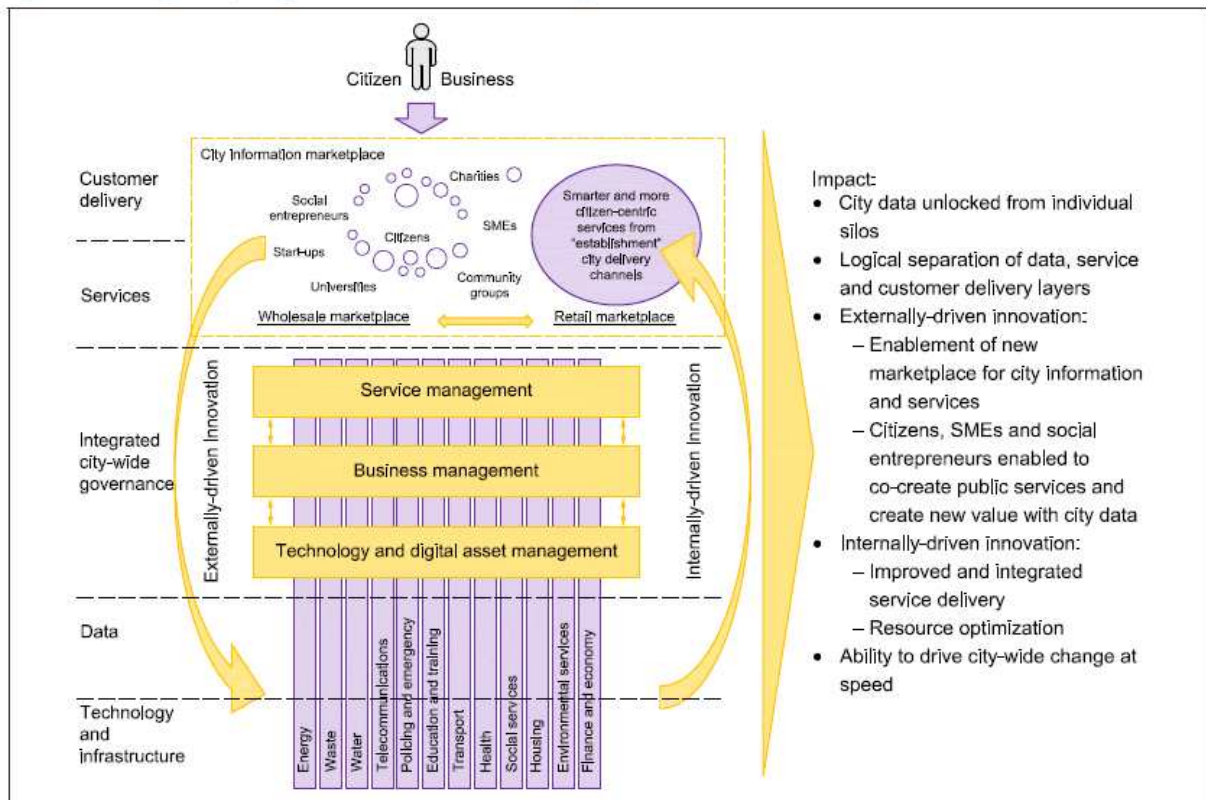 Citizen Business
City information marketplace
Customer
delivery
Services
Charities
Social
entrepreneurs
SMEs
Citizens
Start-ups
Community
groups
Universities
Smarter and more
citizen-centric
services from
"establishment"
city delivery
channels
Wholesale marketplace
Retail marketplace
Integrated
city-wide
governance
Externally-driven Innovation
Service management
Business management
Technology and digital asset management
Internally-driven Innovation
Data
Technology
and
infrastructure
Energy
Waste
Water
Telecommunications
Policing and emergency
Education and training
Transport
Health
Social services
Housing
Environmental services
Finance and economy
Impact:
• City data unlocked from individual
silos
• Logical separation of data, service
and customer delivery layers
• Externally-driven innovation:
– Enablement of new
marketplace for city information
and services
– Citizens, SMEs and social
entrepreneurs enabled to
co-create public services and
create new value with city data
• Internally-driven innovation:
– Improved and integrated
service delivery
– Resource optimization
• Ability to drive city-wide change at
speed